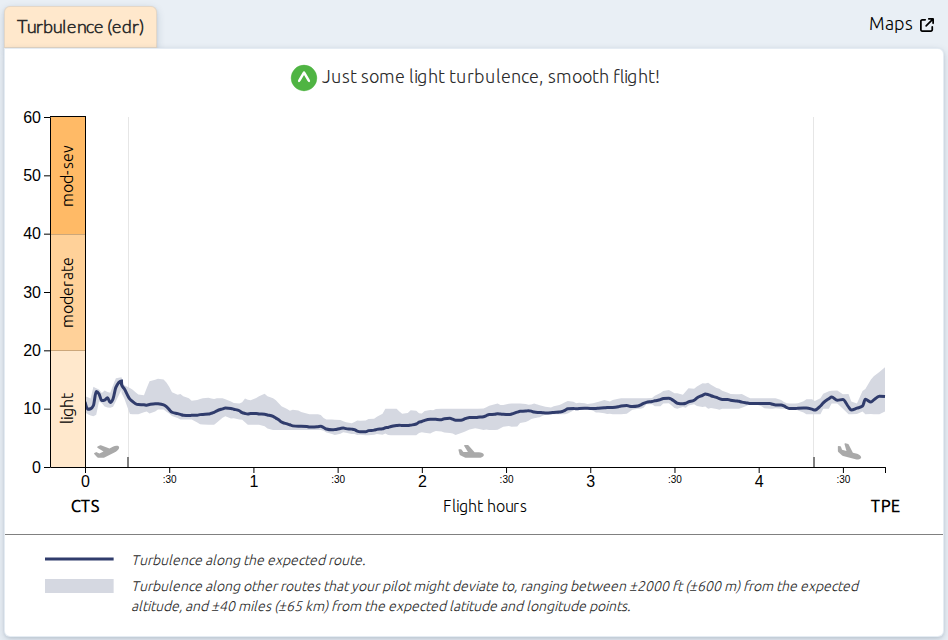 Turbulence (edr)
Maps
Just some light turbulence, smooth flight!
60
50
40
30
20
10
0
mod-sev
moderate
light
0 :30 1 :30 2 :30 3 :30 4 :30
CTS Flight hours TPE
Turbulence along the expected route.
Turbulence along other routes that your pilot might deviate to, ranging between ±2000 ft (±600 m) from the expected
altitude, and ±40 miles (±65 km) from the expected latitude and longitude points.